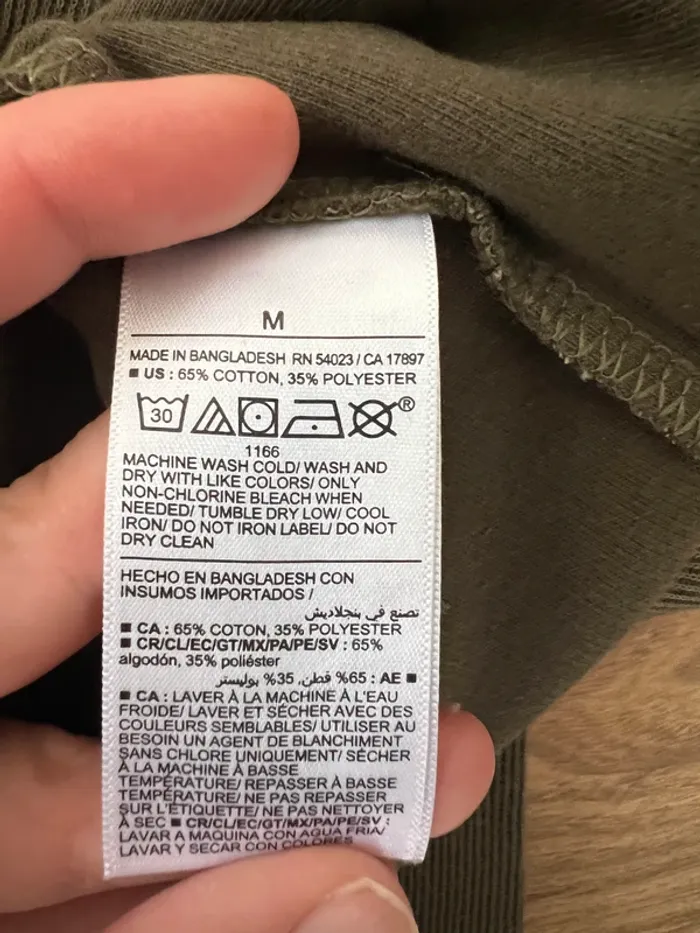 M
MADE IN BANGLADESH RN 54023 / CA 17897
■ US : 65% COTTON, 35% POLYESTER
30 ®
1166
MACHINE WASH COLD/ WASH AND
DRY WITH LIKE COLORS/ ONLY
NON-CHLORINE BLEACH WHEN
NEEDED/ TUMBLE DRY LOW/ COOL
IRON/ DO NOT IRON LABEL/ DO NOT
DRY CLEAN
HECHO EN BANGLADESH CON
INSUMOS IMPORTADOS /
تصنع في بنجلاديش
■ CA : 65% COTON, 35% POLYESTER
■ CR/CL/EC/GT/MX/PA/PE/SV : 65%
algodón, 35% poliéster
■ AE : 65% قطن, 35% بوليستر
■ CA : LAVER À LA MACHINE À L'EAU
FROIDE/ LAVER ET SÉCHER AVEC DES
COULEURS SEMBLABLES/ UTILISER AU
BESOIN UN AGENT DE BLANCHIMENT
SANS CHLORE UNIQUEMENT/ SÉCHER
À LA MACHINE À BASSE
TEMPÉRATURE/ REPASSER À BASSE
TEMPÉRATURE/ NE PAS REPASSER
SUR L'ÉTIQUETTE/ NE PAS NETTOYER
À SEC ■ CR/CL/EC/GT/MX/PA/PE/SV :
LAVAR A MAQUINA CON AGUA FRIA/
LAVAR Y SECAR CON COLORES